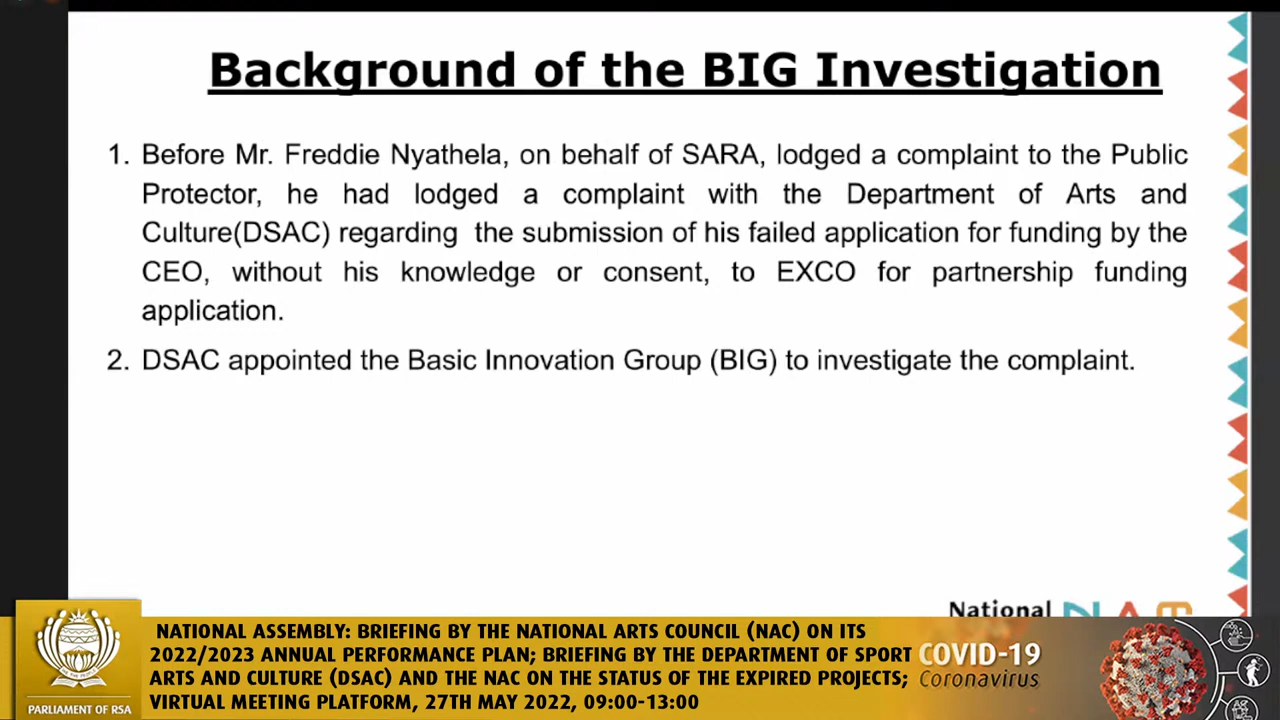 Background of the BIG Investigation
1. Before Mr. Freddie Nyathela, on behalf of SARA, lodged a complaint to the Public
Protector, he had lodged a complaint with the Department of Arts and
Culture(DSAC) regarding the submission of his failed application for funding by the
CEO, without his knowledge or consent, to EXCO for partnership funding
application.
2. DSAC appointed the Basic Innovation Group (BIG) to investigate the complaint.
National
NATIONAL ASSEMBLY: BRIEFING BY THE NATIONAL ARTS COUNCIL (NAC) ON ITS
2022/2023 ANNUAL PERFORMANCE PLAN; BRIEFING BY THE DEPARTMENT OF SPORT
ARTS AND CULTURE (DSAC) AND THE NAC ON THE STATUS OF THE EXPIRED PROJECTS;
VIRTUAL MEETING PLATFORM, 27TH MAY 2022, 09:00-13:00
PARLIAMENT OF RSA
COVID-19
Coronavirus